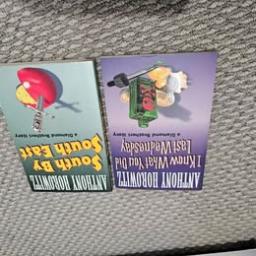 a Diamond Brothers story
South By
South East
ANTHONY HOROWITZ
a Diamond Brothers story
I Know What You Did
Last Wednesday
ANTHONY HOROWITZ